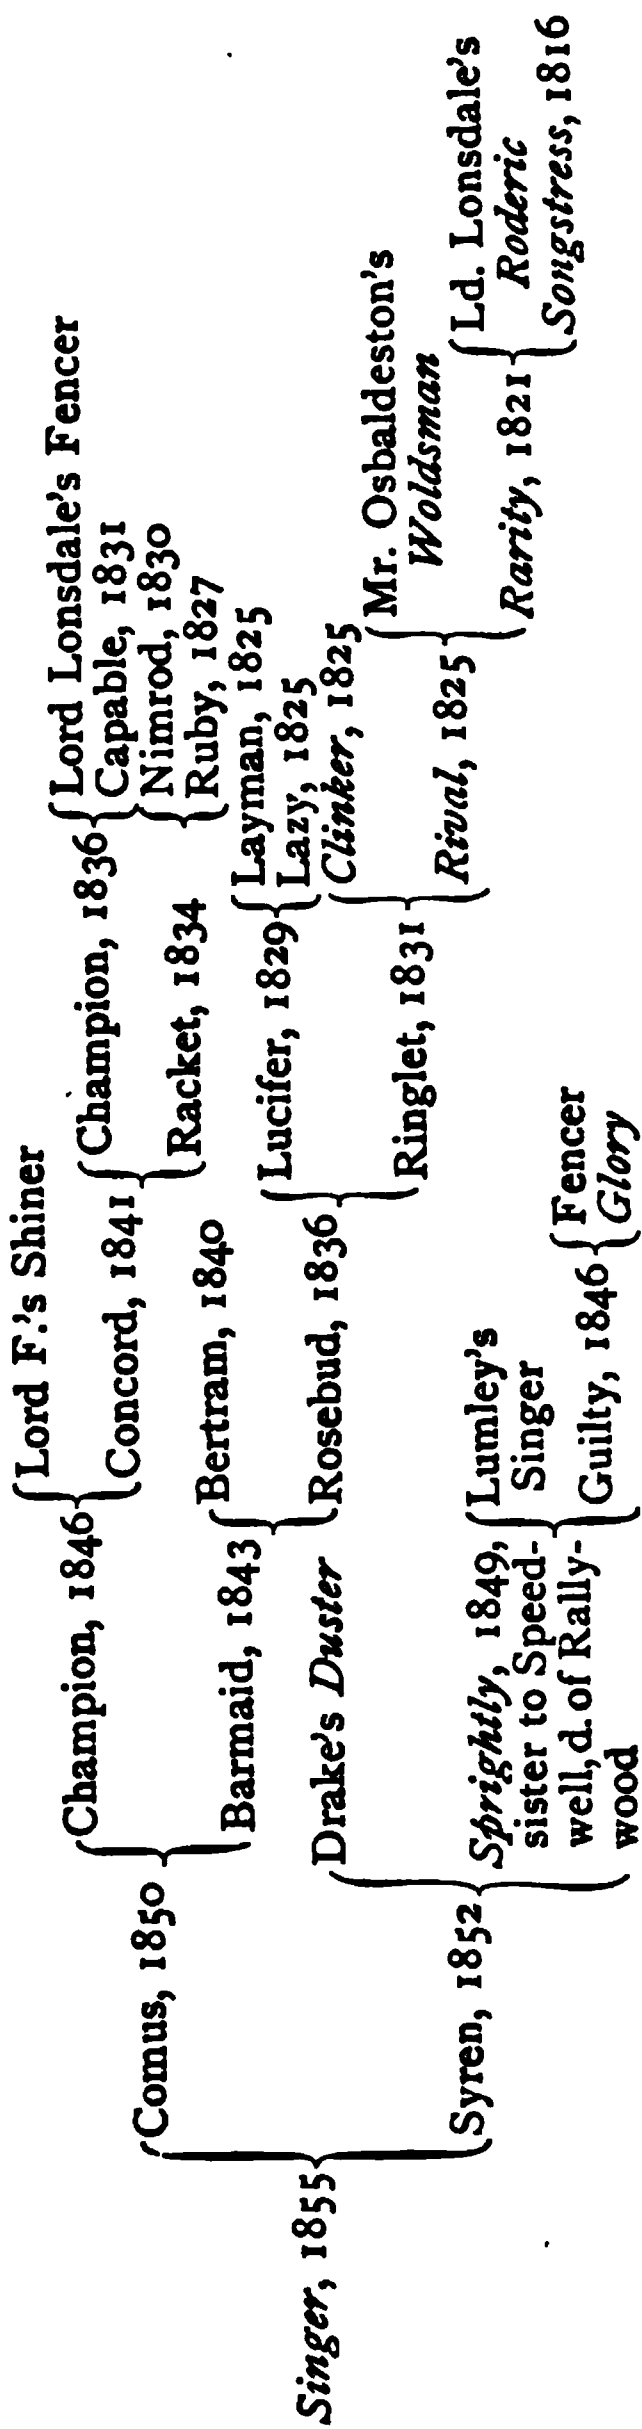 Singer, 1855
Comus, 1850
Champion, 1846
Lord F.'s Shiner
Concord, 1841
Champion, 1836
Lord Lonsdale's Fencer
Capable, 1831
Racket, 1834
Nimrod, 1830
Ruby, 1827
Barmaid, 1843
Bertram, 1840
Rosebud, 1836
Lucifer, 1829
Layman, 1825
Lazy, 1825
Ringlet, 1831
Clinker, 1825
Rival, 1825
Mr. Osbaldeston's
Woldsman
Rarity, 1821
Ld. Lonsdale's
Roderic
Songstress, 1816
Syren, 1852
Drake's Duster
Sprightly, 1849,
sister to Speed-
well, d. of Rally-
wood
Lumley's
Singer
Guilty, 1846
Fencer
Glory